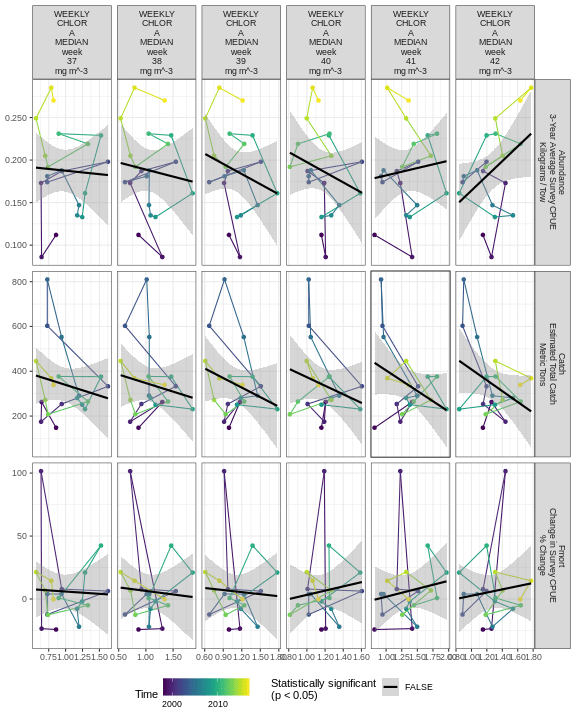 WEEKLY CHLOR A MEDIAN week 37 mg m^-3
WEEKLY CHLOR A MEDIAN week 38 mg m^-3
WEEKLY CHLOR A MEDIAN week 39 mg m^-3
WEEKLY CHLOR A MEDIAN week 40 mg m^-3
WEEKLY CHLOR A MEDIAN week 41 mg m^-3
WEEKLY CHLOR A MEDIAN week 42 mg m^-3
0.250
0.200
0.150
0.100
Abundance
3-Year Average Survey CPUE
Kilograms / Tow
800
600
400
200
Catch
Estimated Total Catch
Metric Tons
100
50
0
Fmort
Change in Survey CPUE
% Change
0.75 1.00 1.25 1.50
0.50 1.00 1.50
0.60 0.90 1.20 1.50 1.80
0.80 1.00 1.20 1.40 1.60
1.00 1.25 1.50 1.75 2.00
0.80 1.00 1.20 1.40 1.60 1.80
Time
2000 2010
Statistically significant
(p < 0.05)
FALSE